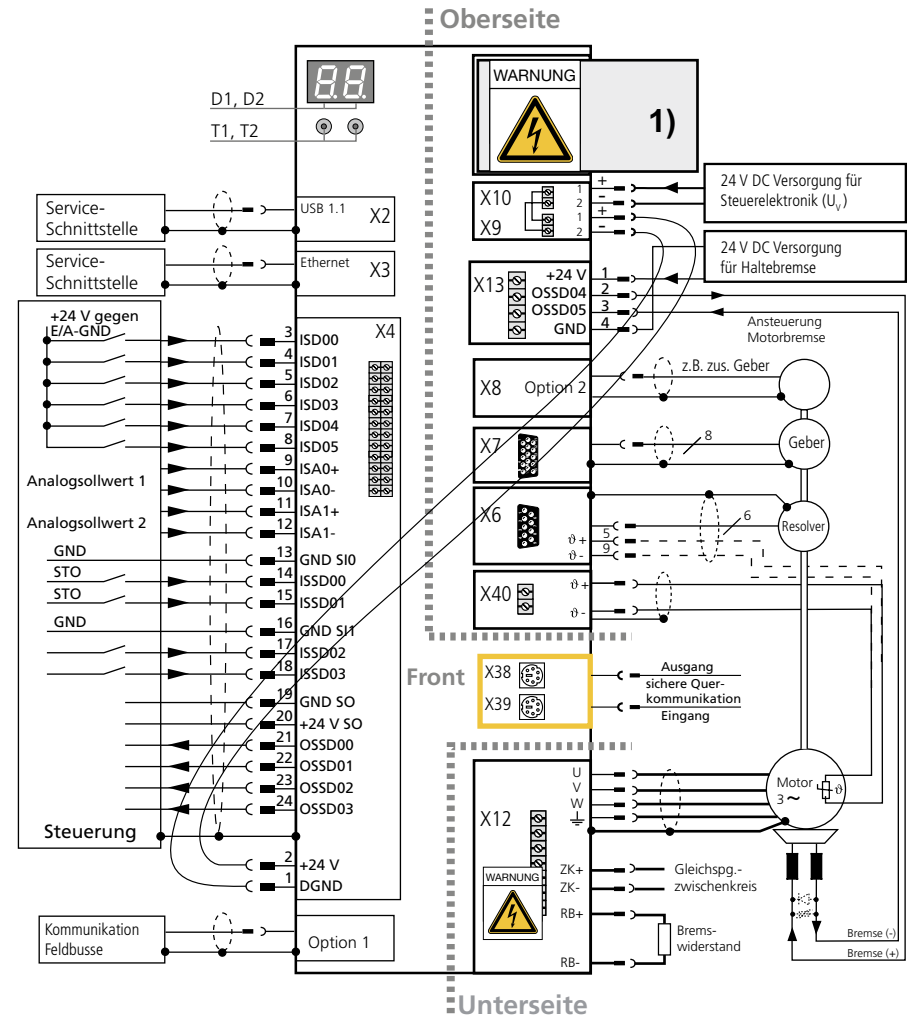 Oberseite
WARNUNG
1)
D1, D2
T1, T2
X10
X9
+
1
-
2
+
1
-
2
24 V DC Versorgung für
Steuerelektronik (UV)
24 V DC Versorgung
für Haltebremse
Service-
Schnittstelle
USB 1.1
X2
Service-
Schnittstelle
Ethernet
X3
X13
+24 V
1
OSSD04
2
OSSD05
3
GND
4
Ansteuerung
Motorbremse
+24 V gegen
E/A-GND
X4
3
ISD00
4
ISD01
5
ISD02
6
ISD03
7
ISD04
8
ISD05
Analogsollwert 1
9
ISA0+
10
ISA0-
Analogsollwert 2
11
ISA1+
12
ISA1-
GND
13
GND SI0
STO
14
ISSD00
STO
15
ISSD01
GND
16
GND SI1
17
ISSD02
18
ISSD03
19
GND SO
20
+24 V SO
21
OSSD00
22
OSSD01
23
OSSD02
24
OSSD03
Steuerung
2
+24 V
1
DGND
Kommunikation
Feldbusse
Option 1
X8
Option 2
z.B. zus. Geber
X7
8
Geber
X6
6
Resolver
ϑ+
5
ϑ-
9
X40
ϑ+
ϑ-
Front
X38
X39
Ausgang
sichere Quer-
kommunikation
Eingang
X12
U
V
W
Motor
3 ~
ϑ
WARNUNG
ZK+
ZK-
Gleichspg.-
zwischenkreis
RB+
RB-
Brems-
widerstand
Bremse (-)
Bremse (+)
Unterseite